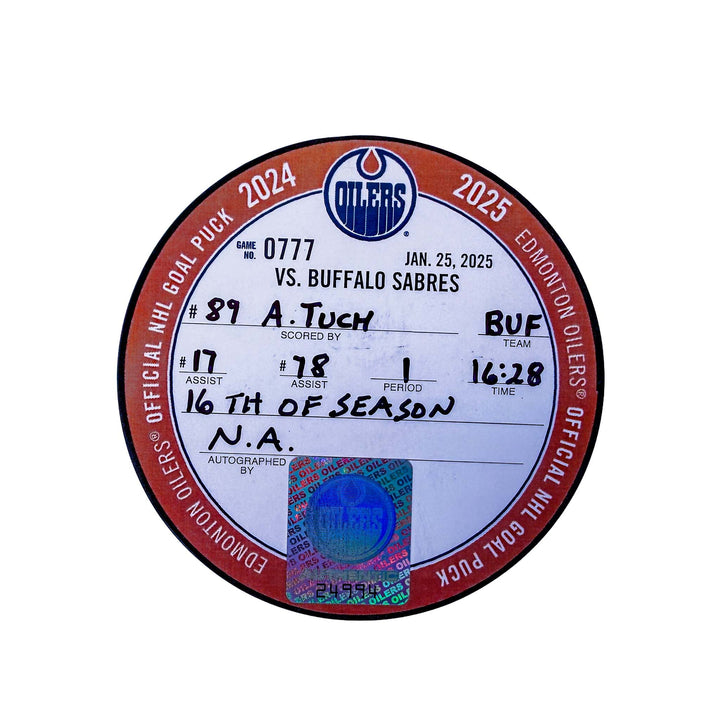 2024 2025
OILERS
OFFICIAL NHL GOAL PUCK
EDMONTON OILERS®
EDMONTON OILERS®
OFFICIAL NHL GOAL PUCK
GAME NO. 0777
JAN. 25, 2025
VS. BUFFALO SABRES
# 89 A. TUCH BUF
SCORED BY TEAM
# 17 # 78 1 16:28
ASSIST ASSIST PERIOD TIME
16 TH OF SEASON
N.A.
AUTOGRAPHED BY
OILERS
24994